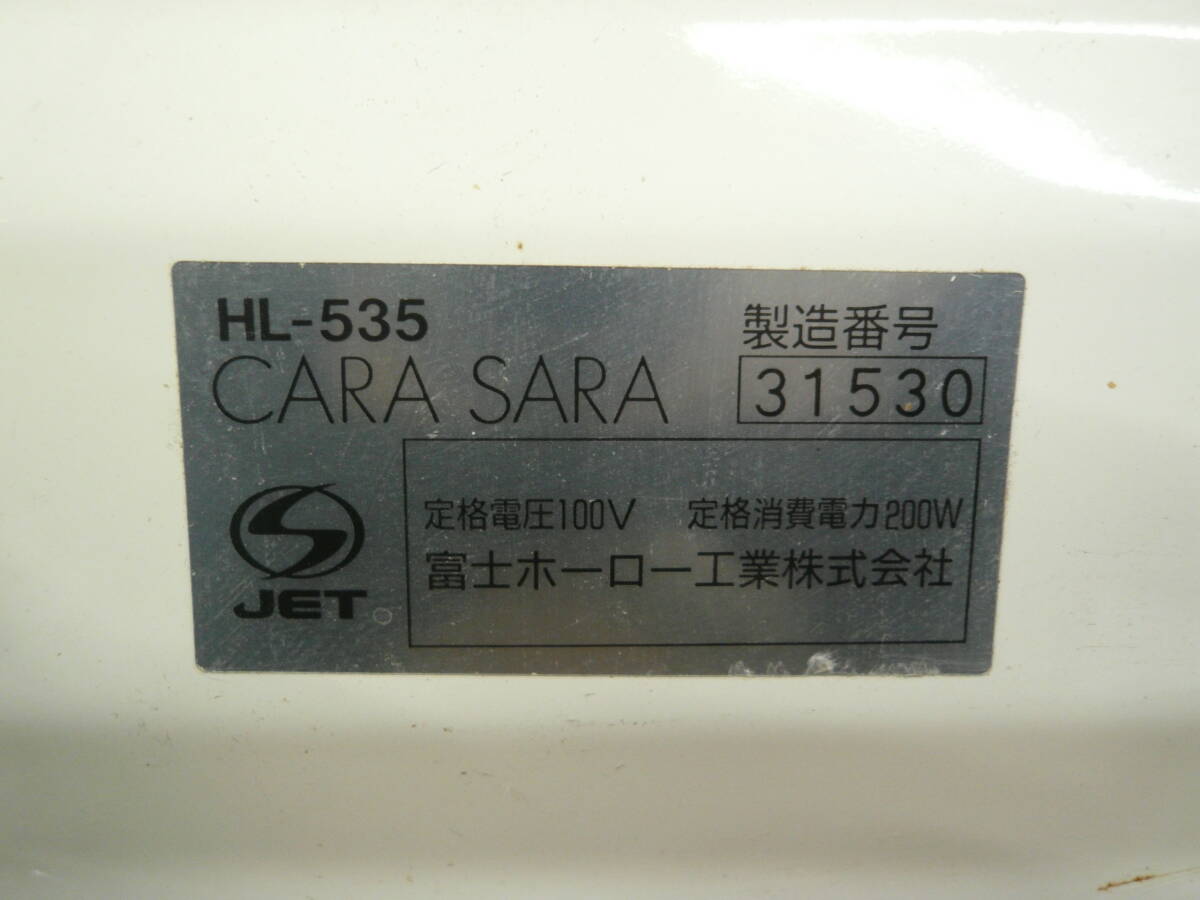 HL-535
CARA SARA
製造番号
31530
JET
定格電圧100V 定格消費電力200W
富士ホーロー工業株式会社